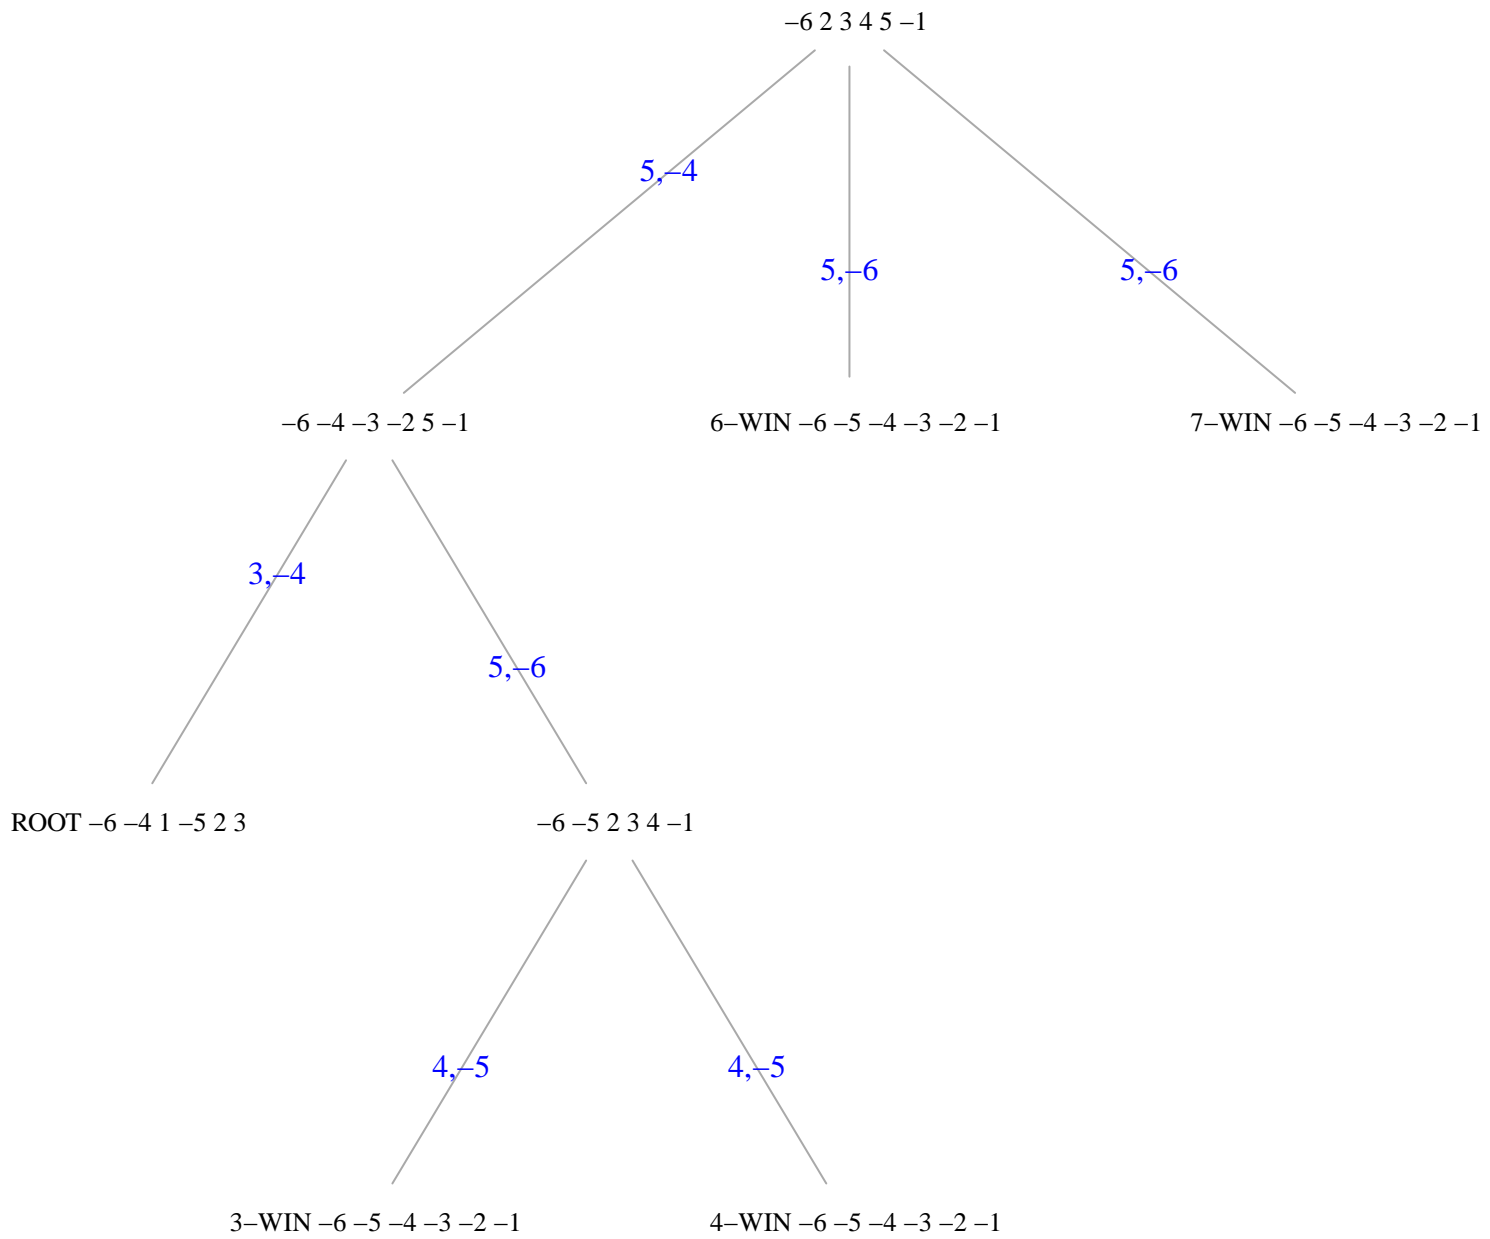 −6 2 3 4 5 −1
5,−4
5,−6
5,−6
−6 −4 −3 −2 5 −1
6−WIN −6 −5 −4 −3 −2 −1
7−WIN −6 −5 −4 −3 −2 −1
3,−4
5,−6
ROOT −6 −4 1 −5 2 3
−6 −5 2 3 4 −1
4,−5
4,−5
3−WIN −6 −5 −4 −3 −2 −1
4−WIN −6 −5 −4 −3 −2 −1